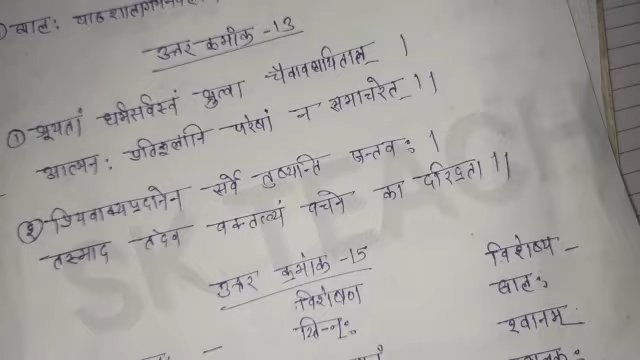 उत्तर क्रमांक -13
① श्रूयतां धर्मसर्वस्वं श्रुत्वा चैवावधार्यताम् ।
आत्मन: प्रतिकूलानि परेषां न समाचरेत् ।।
② प्रियवाक्यप्रदानेन सर्वे तुष्यन्ति जन्तव: ।
तस्माद तदेव वक्तव्यं वचने का दरिद्रता ।।
उत्तर क्रमांक -15
विशेषण विशेष्य -
खात:
श्वानम्
SK TEACH